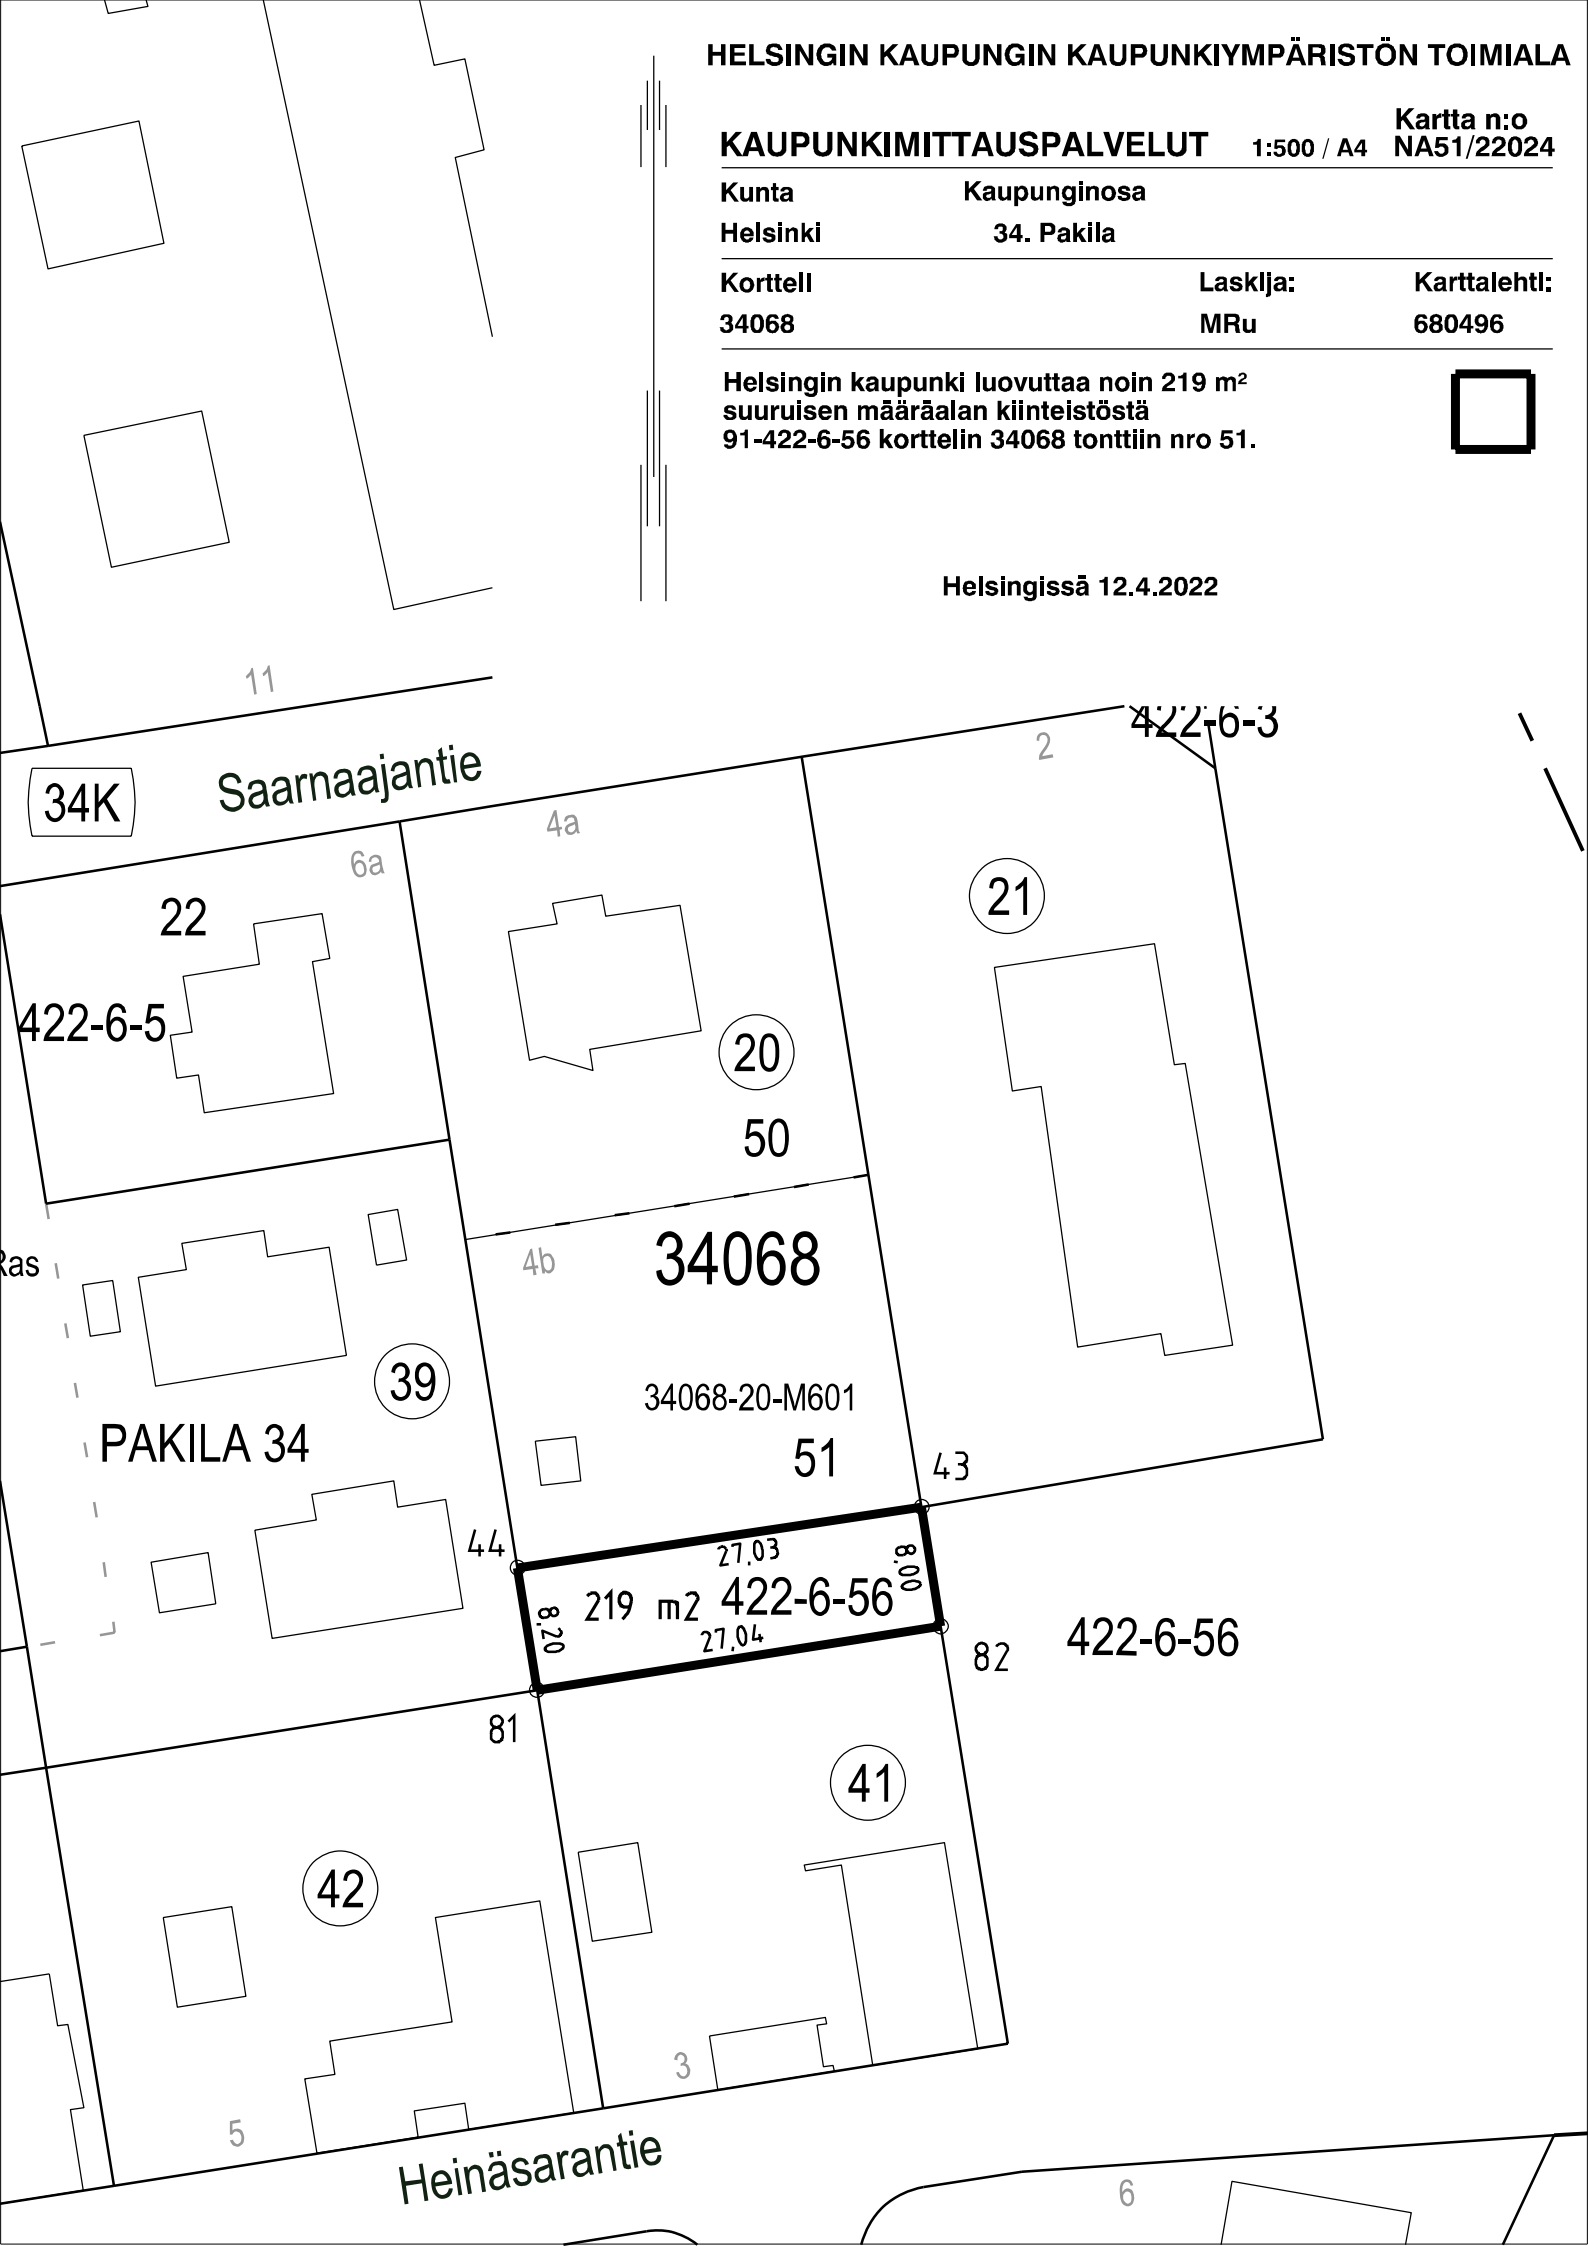 HELSINGIN KAUPUNGIN KAUPUNKIYMPÄRISTÖN TOIMIALA
KAUPUNKIMITTAUSPALVELUT 1:500 / A4 Kartta n:o NA51/22024
Kunta Kaupunginosa
Helsinki 34. Pakila
Kortteli Laskija: Karttalehti:
34068 MRu 680496
Helsingin kaupunki luovuttaa noin 219 m²
suuruisen määräalan kiinteistöstä
91-422-6-56 korttelin 34068 tonttiin nro 51.
Helsingissä 12.4.2022
11
422-6-3
2
Saarnaajantie
34K
4a
6a
21
22
422-6-5
20
50
4b
34068
39
34068-20-M601
PAKILA 34
51
43
44
27.03
8.00
219 m2 422-6-56
8.20
27.04
422-6-56
82
81
41
42
3
5
Heinäsarantie
6